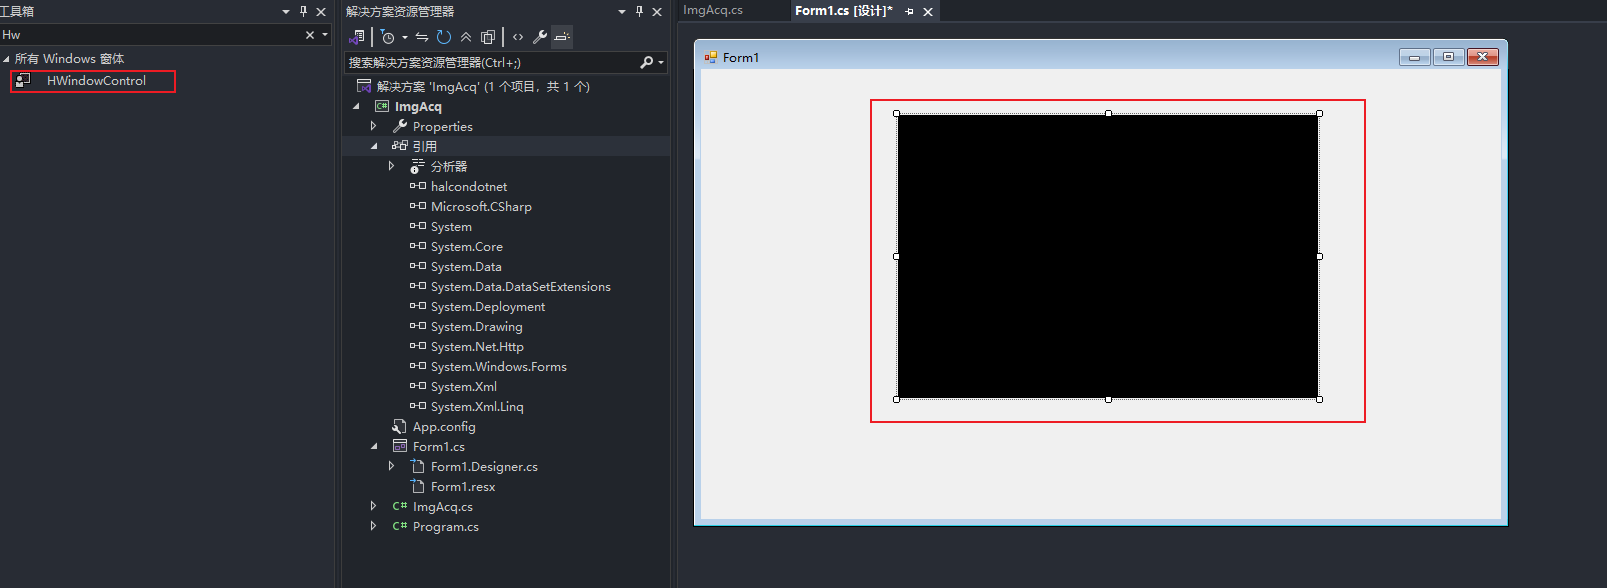 工具箱
Hw
所有 Windows 窗体
HWindowControl
解决方案资源管理器
搜索解决方案资源管理器(Ctrl+;)
解决方案 'ImgAcq' (1 个项目，共 1 个)
C# ImgAcq
Properties
引用
分析器
halcondotnet
Microsoft.CSharp
System
System.Core
System.Data
System.Data.DataSetExtensions
System.Deployment
System.Drawing
System.Net.Http
System.Windows.Forms
System.Xml
System.Xml.Linq
App.config
Form1.cs
Form1.Designer.cs
Form1.resx
C# ImgAcq.cs
C# Program.cs
ImgAcq.cs
Form1.cs [设计]*
Form1